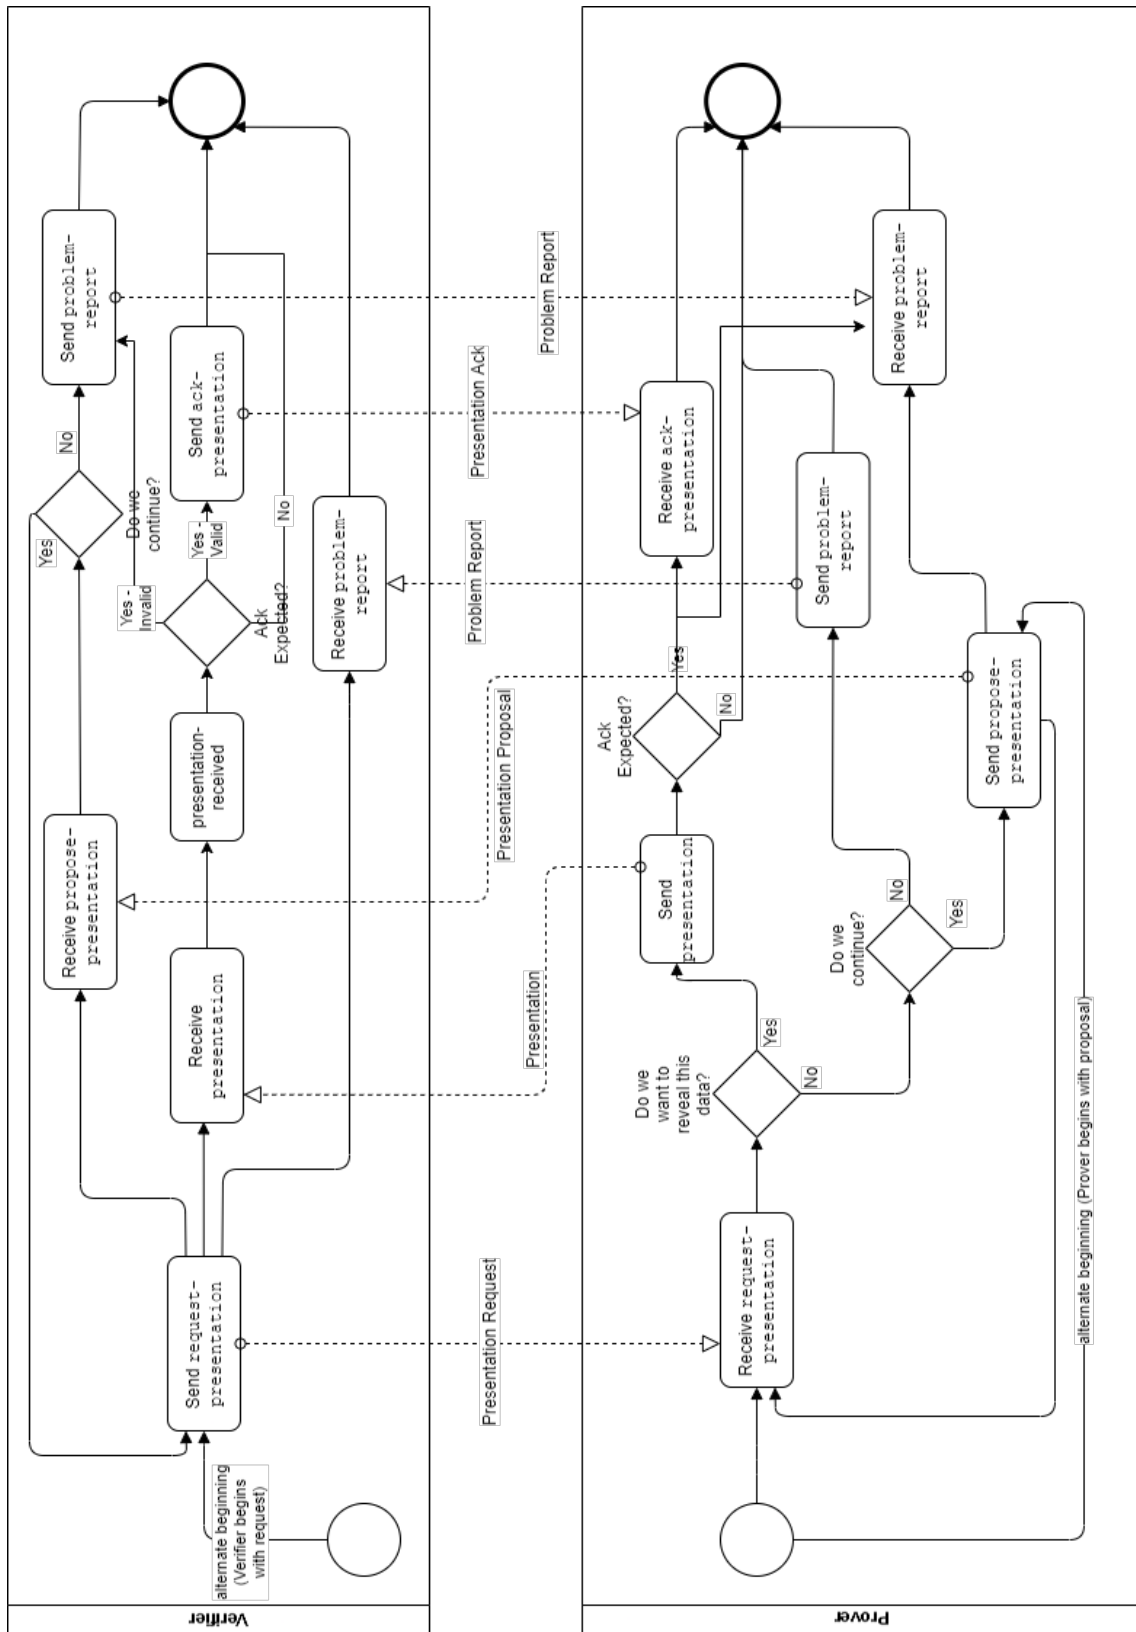 Verifier
alternate beginning
(Verifier begins
with request)
Send request-
presentation
Receive propose-
presentation
Receive
presentation
presentation-
received
Receive problem-
report
Ack
Expected?
Yes -
Invalid
Yes -
Valid
No
Do we
continue?
Yes
No
Send ack-
presentation
Send problem-
report
Presentation Request
Presentation
Presentation Proposal
Problem Report
Presentation Ack
Problem Report
Prover
Receive request-
presentation
Do we
want to
reveal this
data?
Yes
No
Send
presentation
Ack
Expected?
Yes
No
Receive ack-
presentation
Do we
continue?
No
Yes
Send problem-
report
Send propose-
presentation
Receive problem-
report
alternate beginning (Prover begins with proposal)